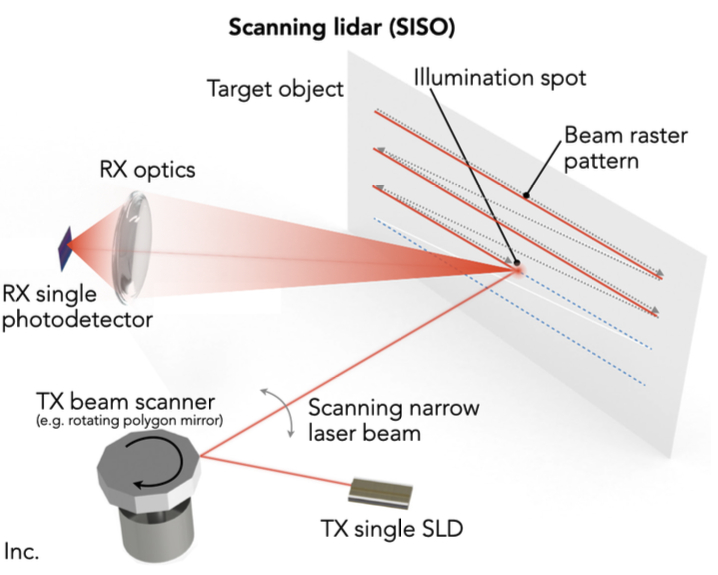 Scanning lidar (SISO)
Illumination spot
Target object
Beam raster
pattern
RX optics
RX single
photodetector
TX beam scanner
(e.g. rotating polygon mirror)
Scanning narrow
laser beam
TX single SLD
Inc.